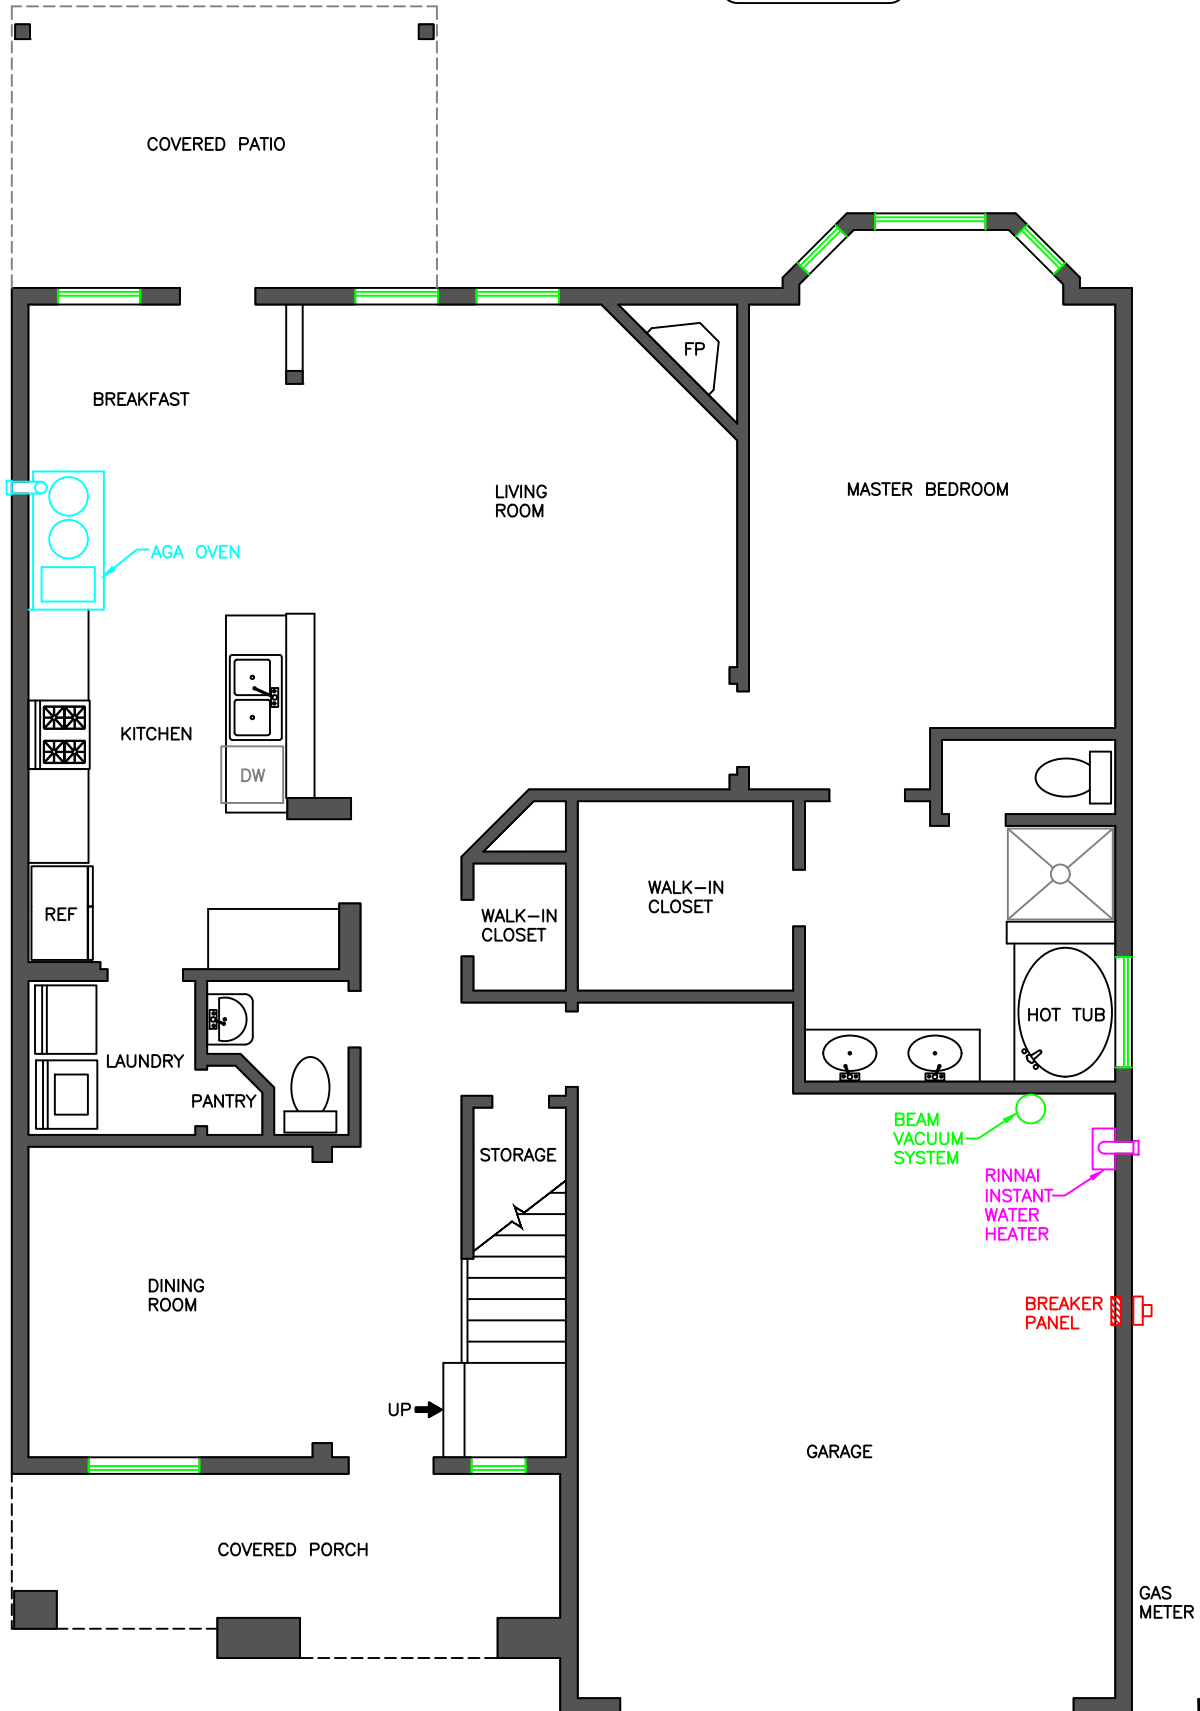 COVERED PATIO
FP
BREAKFAST
LIVING
ROOM
MASTER BEDROOM
AGA OVEN
KITCHEN
DW
REF
WALK-IN
CLOSET
WALK-IN
CLOSET
HOT TUB
LAUNDRY
PANTRY
BEAM
VACUUM
SYSTEM
STORAGE
RINNAI
INSTANT
WATER
HEATER
DINING
ROOM
BREAKER
PANEL
UP
GARAGE
COVERED PORCH
GAS
METER